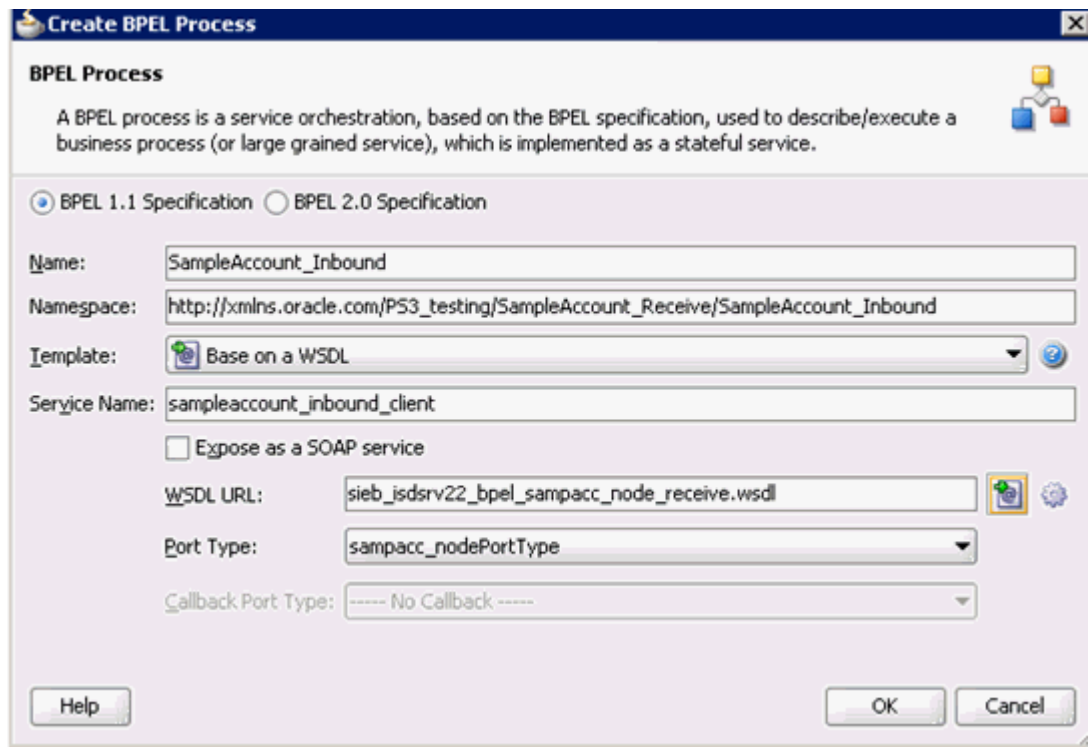 Create BPEL Process
BPEL Process
A BPEL process is a service orchestration, based on the BPEL specification, used to describe/execute a
business process (or large grained service), which is implemented as a stateful service.
BPEL 1.1 Specification BPEL 2.0 Specification
Name: SampleAccount_Inbound
Namespace: http://xmlns.oracle.com/PS3_testing/SampleAccount_Receive/SampleAccount_Inbound
Template: Base on a WSDL
Service Name: sampleaccount_inbound_client
Expose as a SOAP service
WSDL URL: sieb_isdsrv22_bpel_sampacc_node_receive.wsdl
Port Type: sampacc_nodePortType
Callback Port Type: ----- No Callback -----
Help OK Cancel